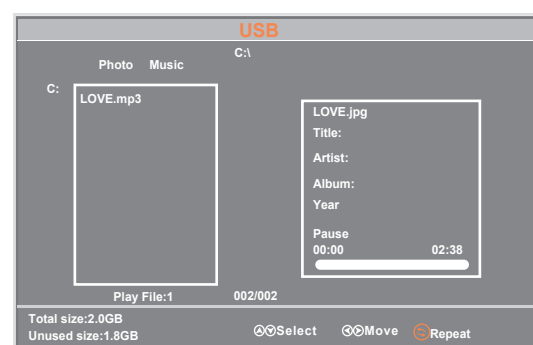 USB
C:\
Photo Music
C:
LOVE.mp3
LOVE.jpg
Title:
Artist:
Album:
Year
Pause
00:00 02:38
Play File:1 002/002
Total size:2.0GB
Unused size:1.8GB
Select Move Repeat